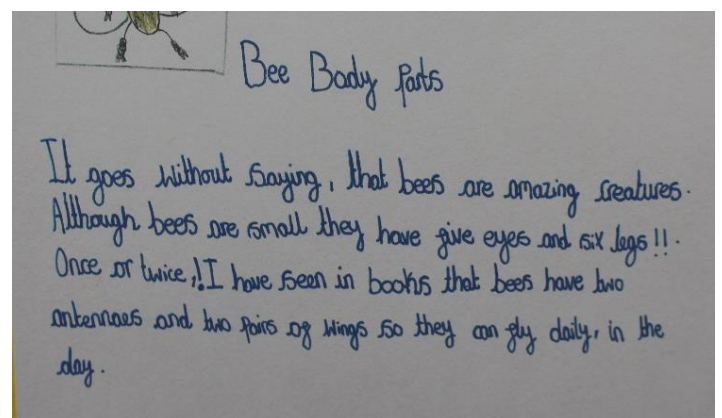 Bee Body Parts
It goes without saying, that bees are amazing creatures.
Although bees are small they have five eyes and six legs!!.
Once or twice,! I have seen in books that bees have two
antennaes and two pairs of wings so they can fly daily, in the
day.